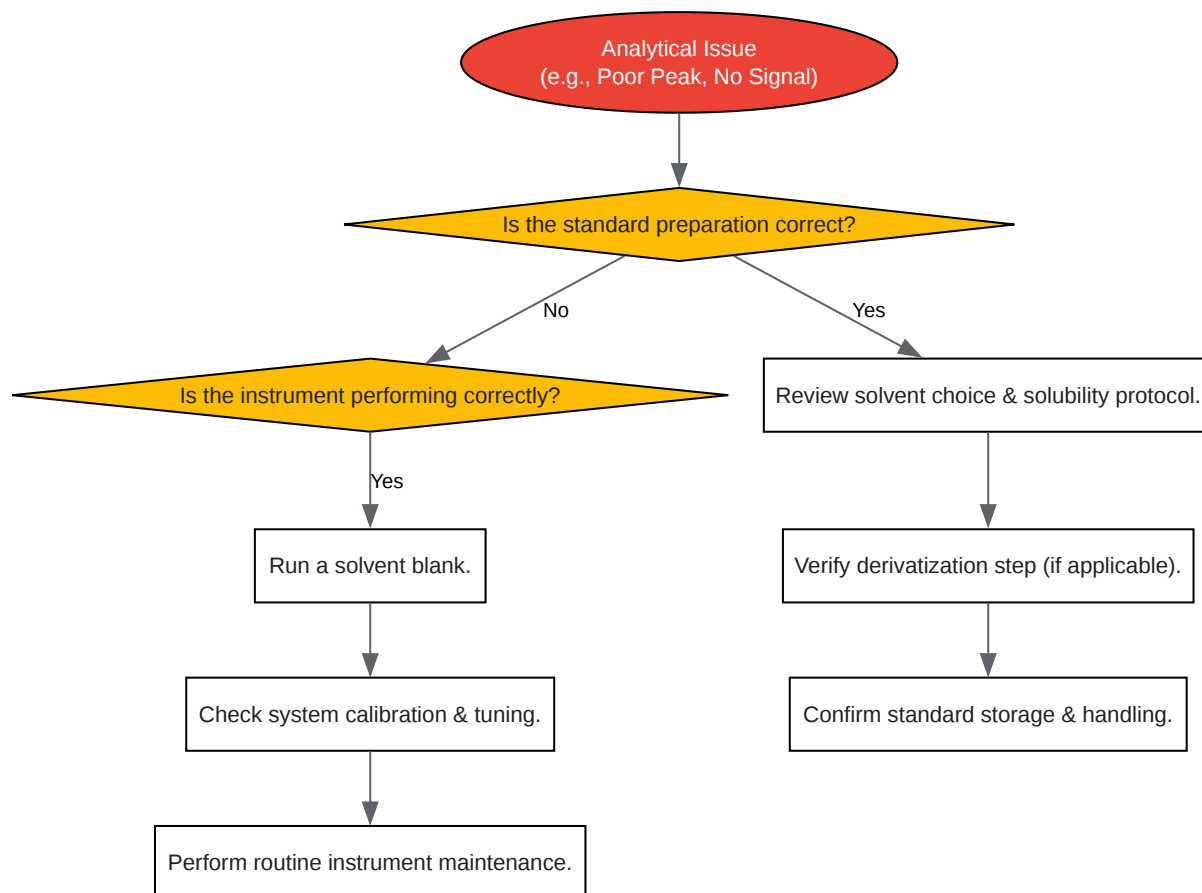 Analytical Issue
(e.g., Poor Peak, No Signal)
Is the standard preparation correct?
No
Yes
Is the instrument performing correctly?
Review solvent choice & solubility protocol.
Yes
Run a solvent blank.
Verify derivatization step (if applicable).
Check system calibration & tuning.
Confirm standard storage & handling.
Perform routine instrument maintenance.